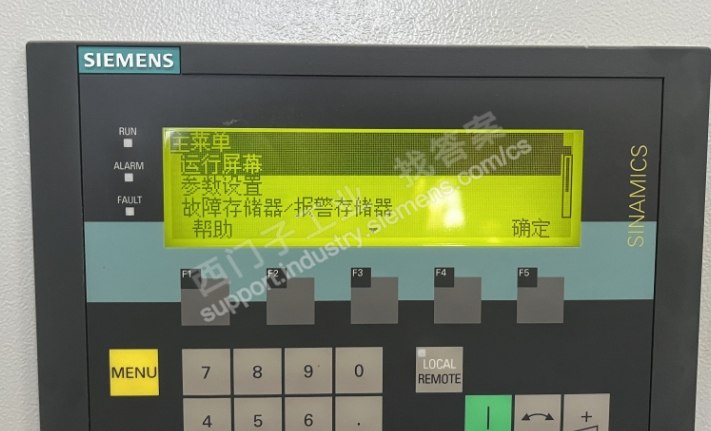 SIEMENS
RUN
ALARM
FAULT
主菜单
运行屏幕
参数设置
故障存储器/报警存储器
帮助
确定
SINAMICS
西门子工业 找答案
support.industry.siemens.com/cs
F1
F2
F3
F4
F5
MENU
7
8
9
0
LOCAL
REMOTE
4
5
6
.
+